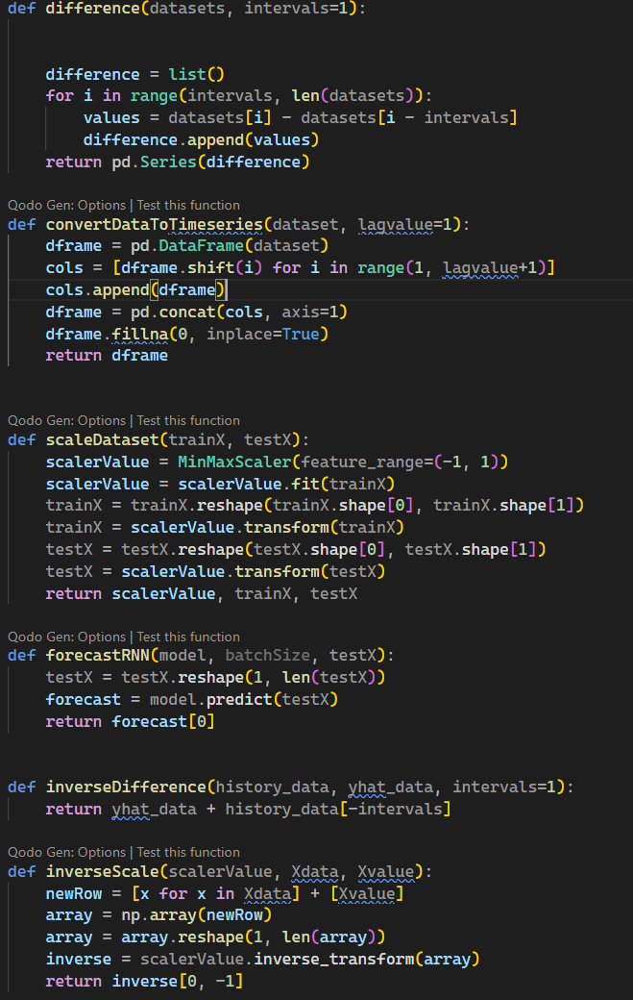 def difference(datasets, intervals=1):
    difference = list()
    for i in range(intervals, len(datasets)):
        values = datasets[i] - datasets[i - intervals]
        difference.append(values)
    return pd.Series(difference)
Qodo Gen: Options | Test this function
def convertDataToTimeseries(dataset, lagvalue=1):
    dframe = pd.DataFrame(dataset)
    cols = [dframe.shift(i) for i in range(1, lagvalue+1)]
    cols.append(dframe)
    dframe = pd.concat(cols, axis=1)
    dframe.fillna(0, inplace=True)
    return dframe
Qodo Gen: Options | Test this function
def scaleDataset(trainX, testX):
    scalerValue = MinMaxScaler(feature_range=(-1, 1))
    scalerValue = scalerValue.fit(trainX)
    trainX = trainX.reshape(trainX.shape[0], trainX.shape[1])
    trainX = scalerValue.transform(trainX)
    testX = testX.reshape(testX.shape[0], testX.shape[1])
    testX = scalerValue.transform(testX)
    return scalerValue, trainX, testX
Qodo Gen: Options | Test this function
def forecastRNN(model, batchSize, testX):
    testX = testX.reshape(1, len(testX))
    forecast = model.predict(testX)
    return forecast[0]
def inverseDifference(history_data, yhat_data, intervals=1):
    return yhat_data + history_data[-intervals]
Qodo Gen: Options | Test this function
def inverseScale(scalerValue, Xdata, Xvalue):
    newRow = [x for x in Xdata] + [Xvalue]
    array = np.array(newRow)
    array = array.reshape(1, len(array))
    inverse = scalerValue.inverse_transform(array)
    return inverse[0, -1]